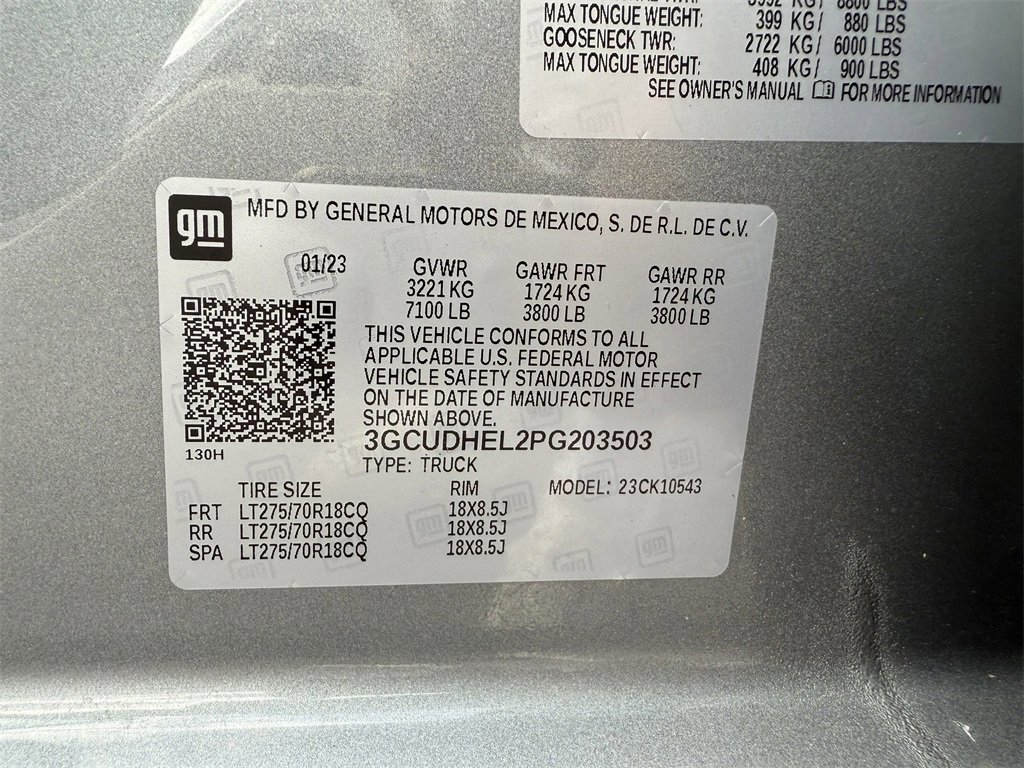 8800 LBS
MAX TONGUE WEIGHT: 399 KG/ 880 LBS
GOOSENECK TWR: 2722 KG/ 6000 LBS
MAX TONGUE WEIGHT: 408 KG/ 900 LBS
SEE OWNER'S MANUAL FOR MORE INFORMATION
gm MFD BY GENERAL MOTORS DE MEXICO, S. DE R.L. DE C.V.
01/23 GVWR GAWR FRT GAWR RR
3221 KG 1724 KG 1724 KG
7100 LB 3800 LB 3800 LB
THIS VEHICLE CONFORMS TO ALL
APPLICABLE U.S. FEDERAL MOTOR
VEHICLE SAFETY STANDARDS IN EFFECT
ON THE DATE OF MANUFACTURE
SHOWN ABOVE.
3GCUDHEL2PG203503
130H
TYPE: TRUCK
TIRE SIZE RIM MODEL: 23CK10543
FRT LT275/70R18CQ 18X8.5J
RR LT275/70R18CQ 18X8.5J
SPA LT275/70R18CQ 18X8.5J